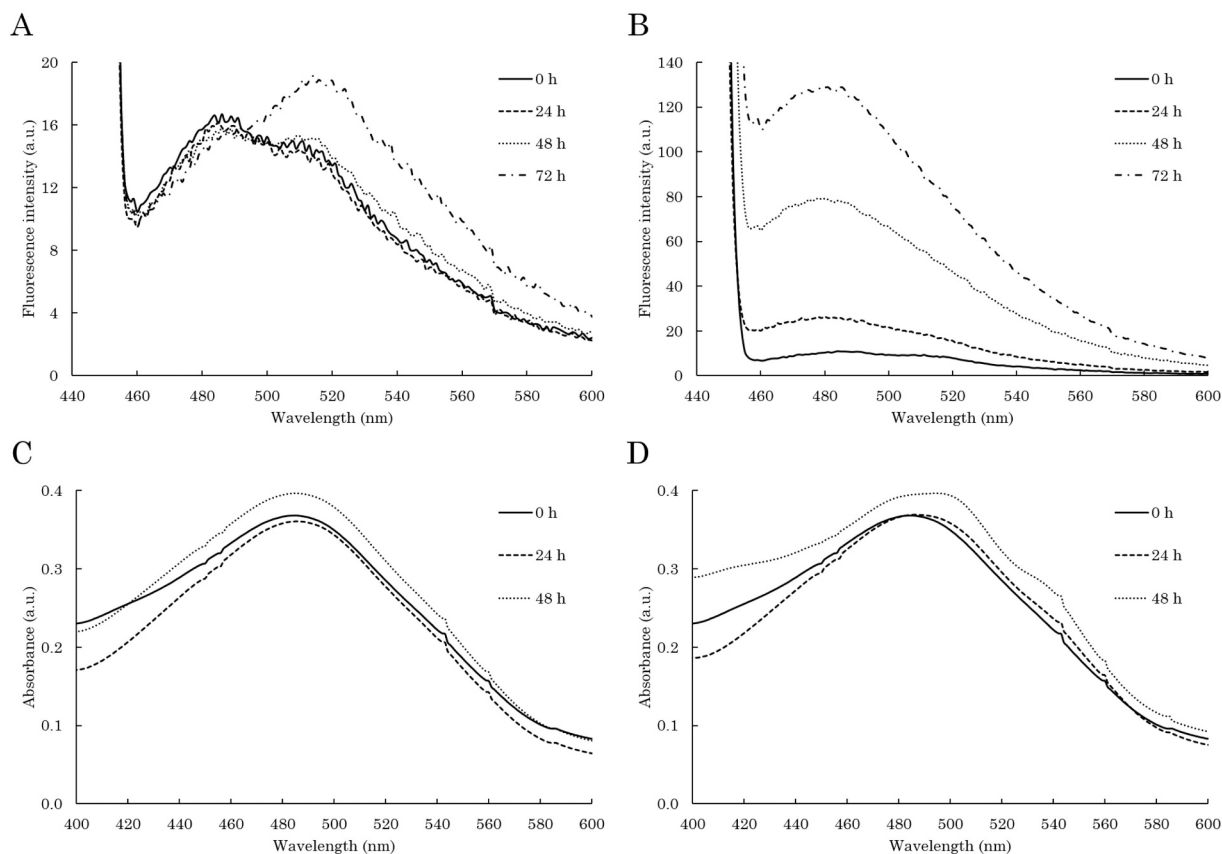 A
Fluorescence intensity (a.u.)
20
16
12
8
4
0
440 460 480 500 520 540 560 580 600
Wavelength (nm)
0 h
24 h
48 h
72 h
B
Fluorescence intensity (a.u.)
140
120
100
80
60
40
20
0
440 460 480 500 520 540 560 580 600
Wavelength (nm)
0 h
24 h
48 h
72 h
C
Absorbance (a.u.)
0.4
0.3
0.2
0.1
0.0
400 420 440 460 480 500 520 540 560 580 600
Wavelength (nm)
0 h
24 h
48 h
D
Absorbance (a.u.)
0.4
0.3
0.2
0.1
0.0
400 420 440 460 480 500 520 540 560 580 600
Wavelength (nm)
0 h
24 h
48 h